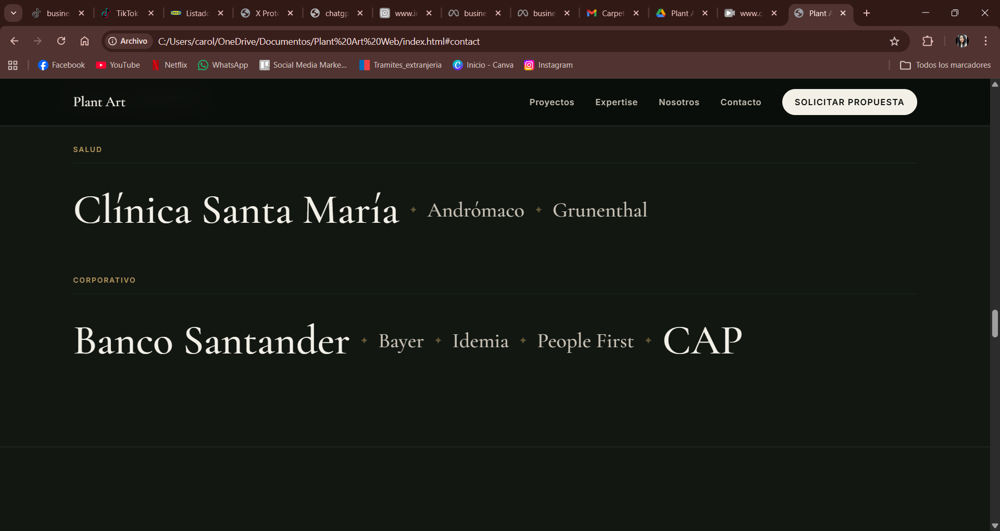 busine
TikTok
Listado
X Proto
chatgp
www.in
busine
busine
Carpet
Plant A
www.c
Plant A
Archivo
C:/Users/carol/OneDrive/Documentos/Plant%20Art%20Web/index.html#contact
Facebook
YouTube
Netflix
WhatsApp
Social Media Marke...
Tramites_extranjeria
Inicio - Canva
Instagram
Todos los marcadores
Plant Art
Proyectos
Expertise
Nosotros
Contacto
SOLICITAR PROPUESTA
SALUD
Clínica Santa María ✦ Andrómaco ✦ Grunenthal
CORPORATIVO
Banco Santander ✦ Bayer ✦ Idemia ✦ People First ✦ CAP